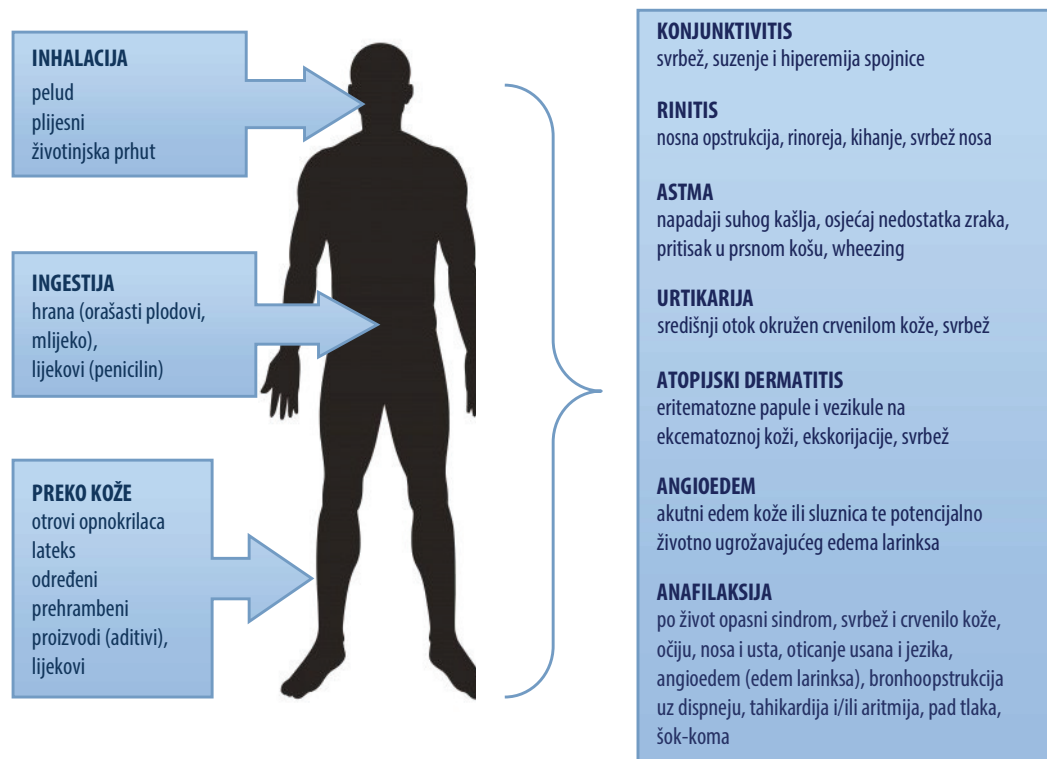 INHALACIJA
pelud
plijesni
životinjska prhut
INGESTIJA
hrana (orašasti plodovi,
mlijeko),
lijekovi (penicilin)
PREKO KOŽE
otrovi opnokrilaca
lateks
određeni
prehrambeni
proizvodi (aditivi),
lijekovi
KONJUNKTIVITIS
svrbež, suzenje i hiperemija spojnice
RINITIS
nosna opstrukcija, rinoreja, kihanje, svrbež nosa
ASTMA
napadaji suhog kašlja, osjećaj nedostatka zraka,
pritisak u prsnom košu, wheezing
URTIKARIJA
središnji otok okružen crvenilom kože, svrbež
ATOPIJSKI DERMATITIS
eritematozne papule i vezikule na
ekcematoznoj koži, ekskorijacije, svrbež
ANGIOEDEM
akutni edem kože ili sluznica te potencijalno
životno ugrožavajućeg edema larinksa
ANAFILAKSIJA
po život opasni sindrom, svrbež i crvenilo kože,
očiju, nosa i usta, oticanje usana i jezika,
angioedem (edem larinksa), bronhoopstrukcija
uz dispneju, tahikardija i/ili aritmija, pad tlaka,
šok-koma